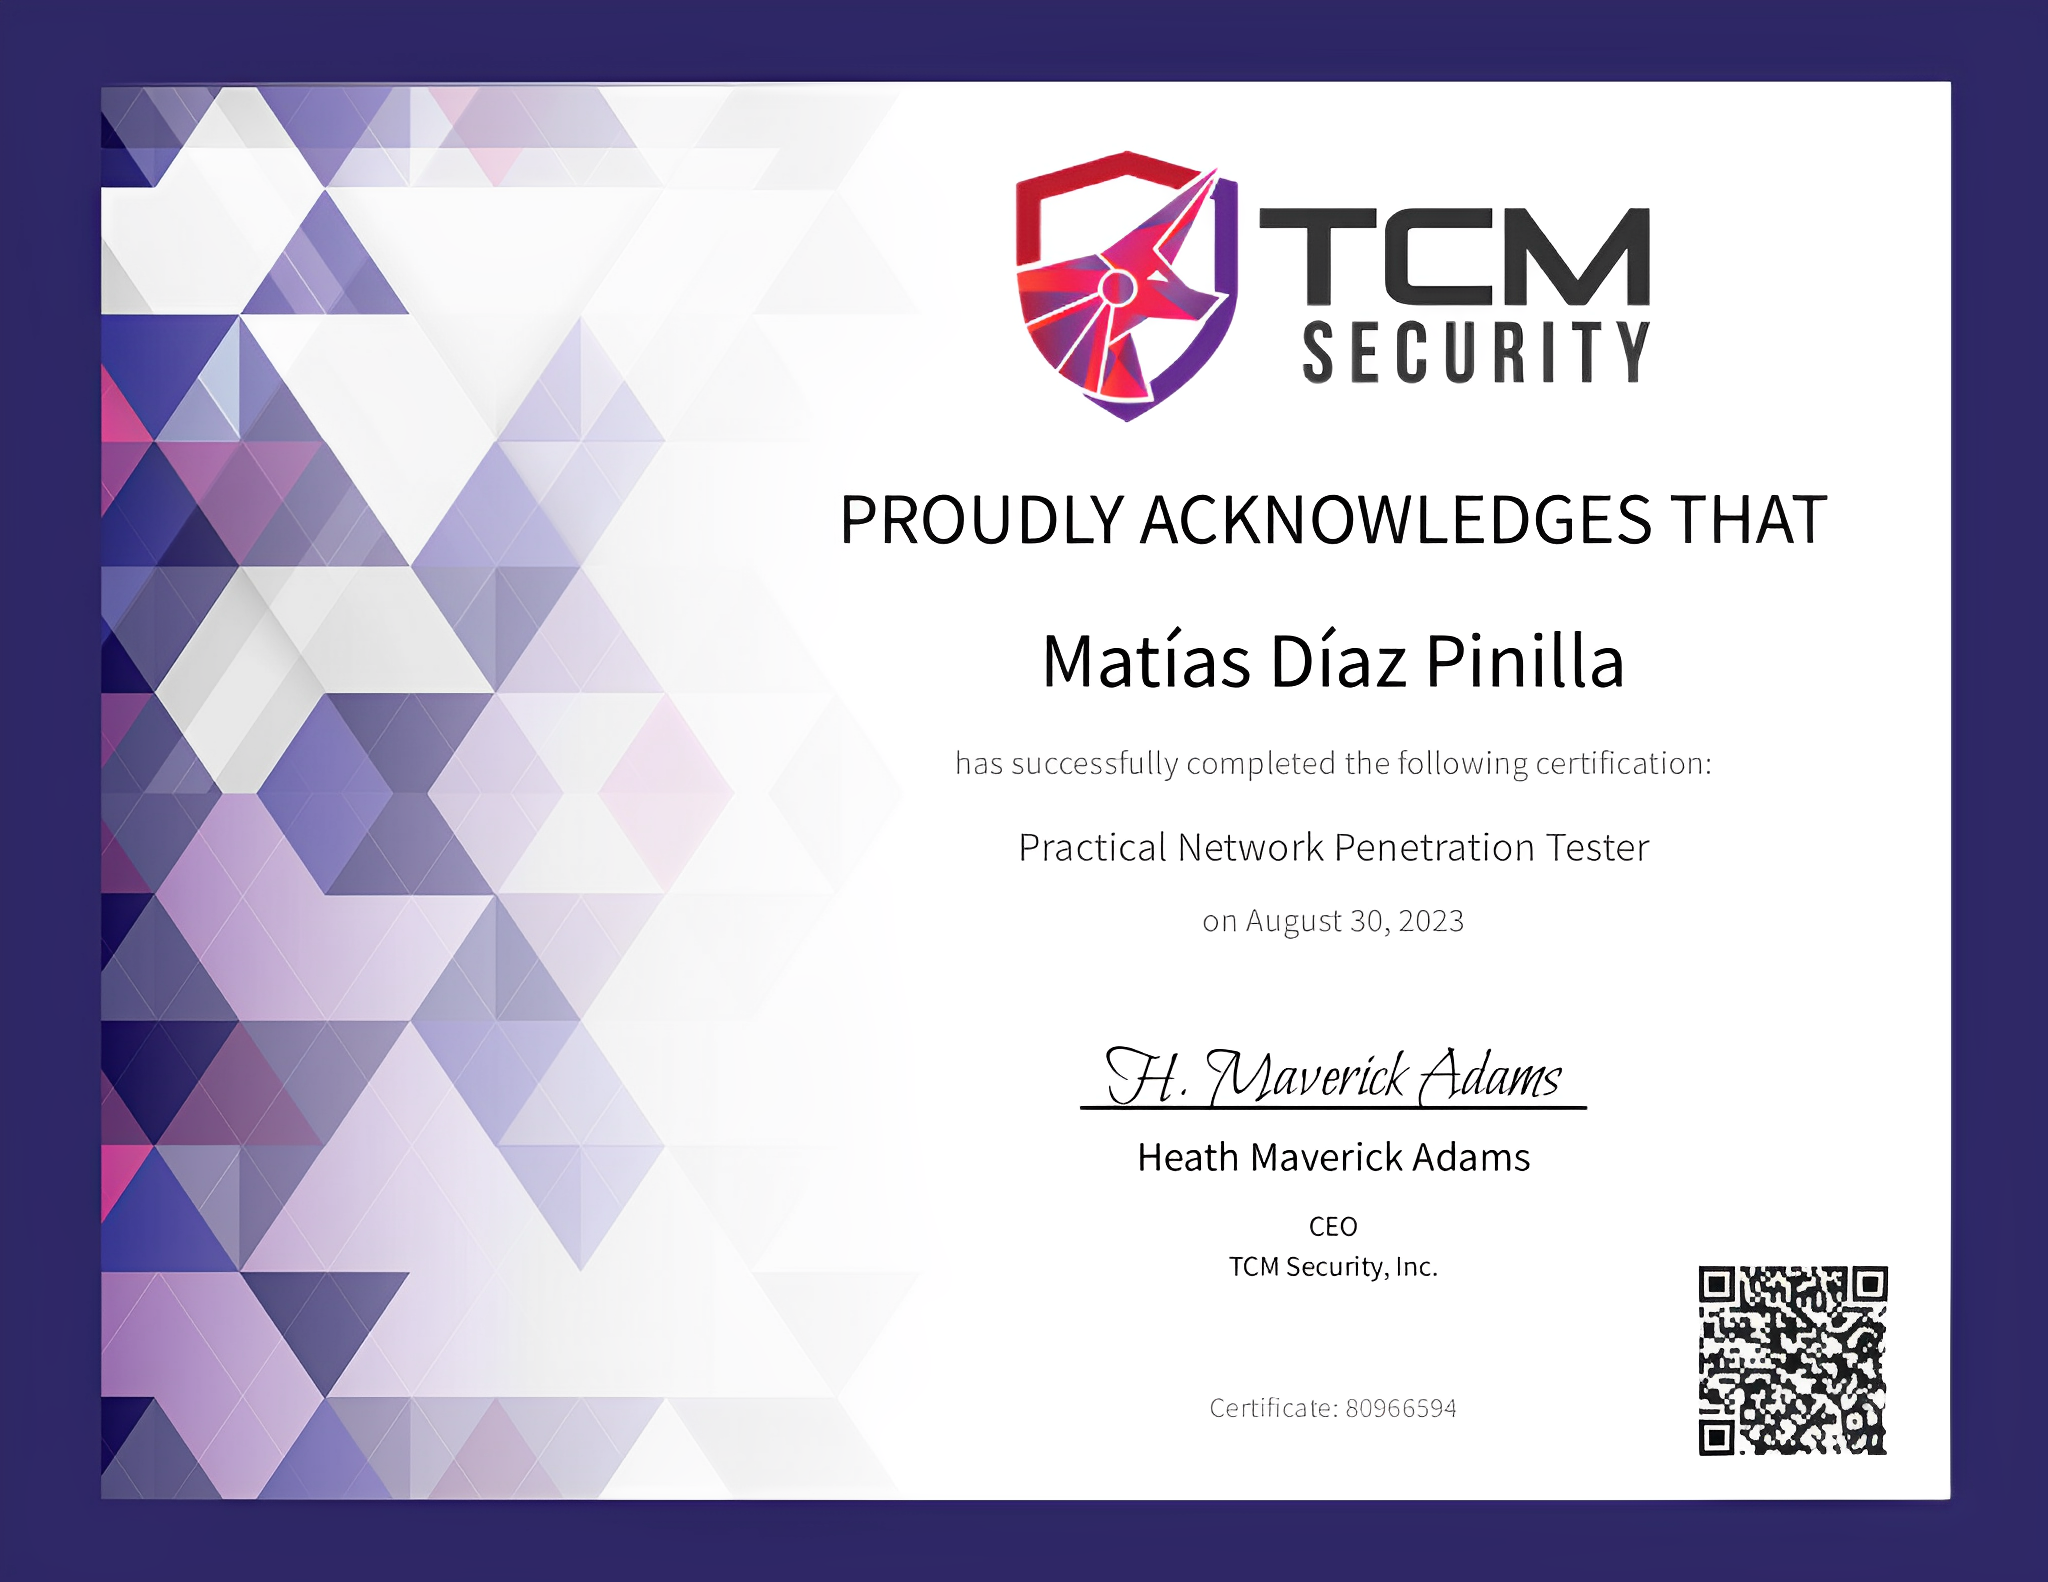 TCM
SECURITY
PROUDLY ACKNOWLEDGES THAT
Matías Díaz Pinilla
has successfully completed the following certification:
Practical Network Penetration Tester
on August 30, 2023
H. Maverick Adams
Heath Maverick Adams
CEO
TCM Security, Inc.
Certificate: 80966594